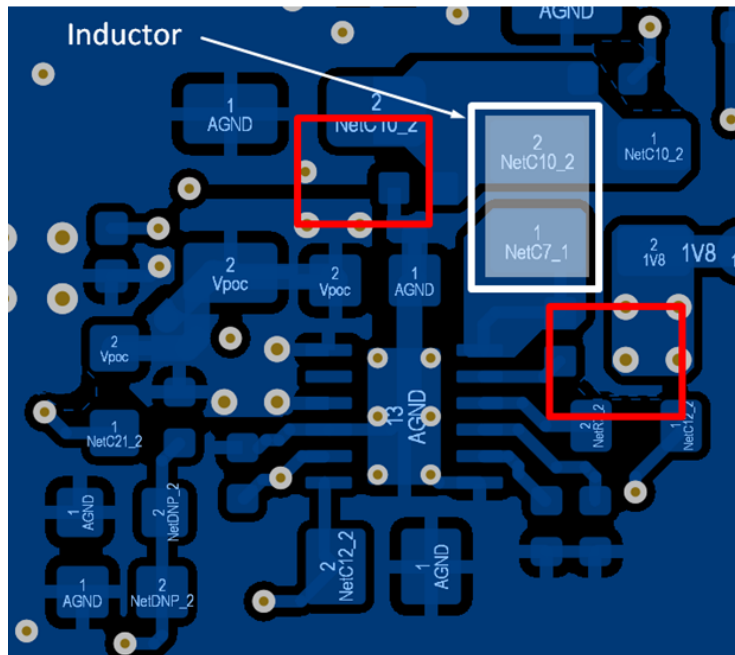 AGND
Inductor
1
AGND
2
NetC10_2
2
NetC10_2
1
NetC10_2
1
NetC7_1
2
1V8
1V8
2
Vpoc
2
Vpoc
1
AGND
2
Vpoc
1
NetC21_2
13
AGND
1
NetC12_2
1
AGND
2
NetDNP_2
1
AGND
2
NetDNP_2
2
NetC12_2
1
AGND